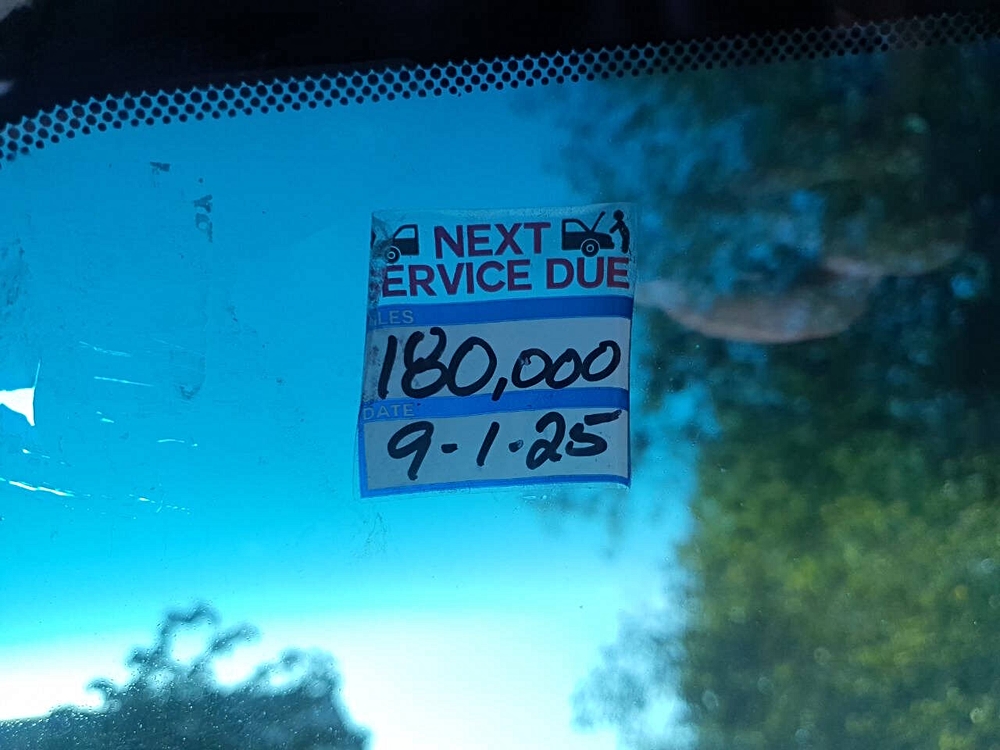 NEXT
ERVICE DUE
LES
180,000
DATE
9-1-25